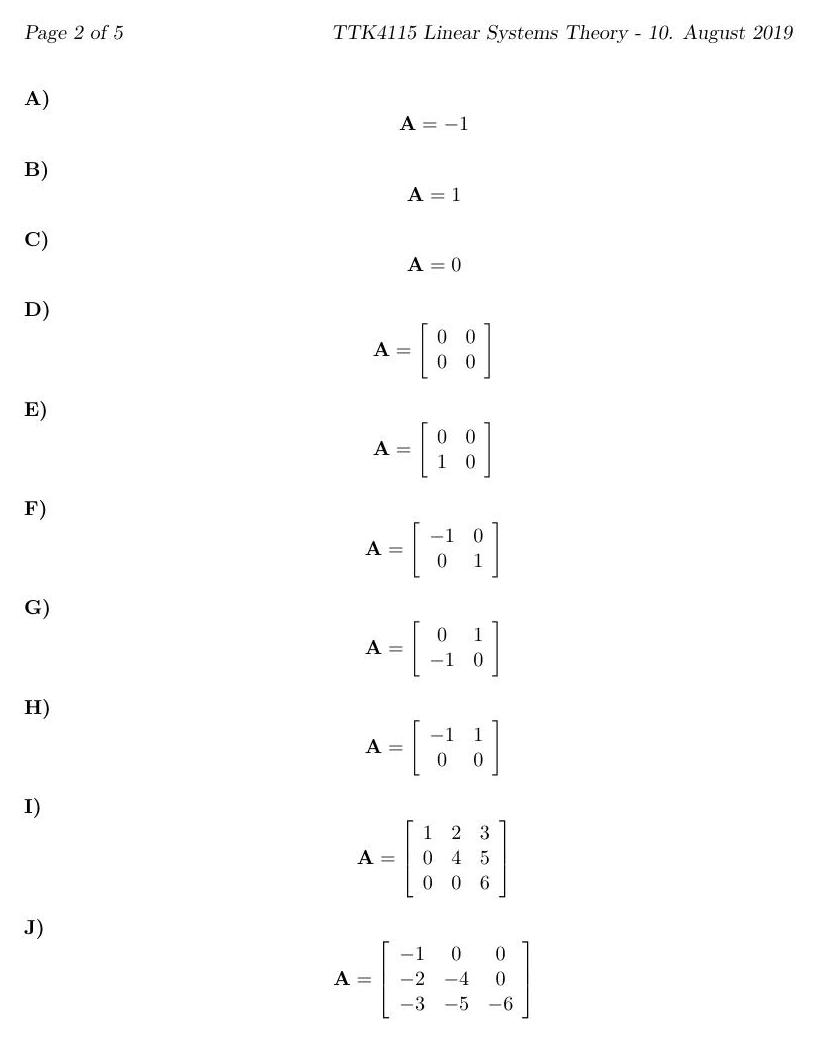 Page 2 of 5 TTK4115 Linear Systems Theory - 10. August 2019
A)
A = −1
B)
A = 1
C)
A = 0
D)
A = [ 0 0
0 0 ]
E)
A = [ 0 0
1 0 ]
F)
A = [ −1 0
0 1 ]
G)
A = [ 0 1
−1 0 ]
H)
A = [ −1 1
0 0 ]
I)
A = [ 1 2 3
0 4 5
0 0 6 ]
J)
A = [ −1 0 0
−2 −4 0
−3 −5 −6 ]